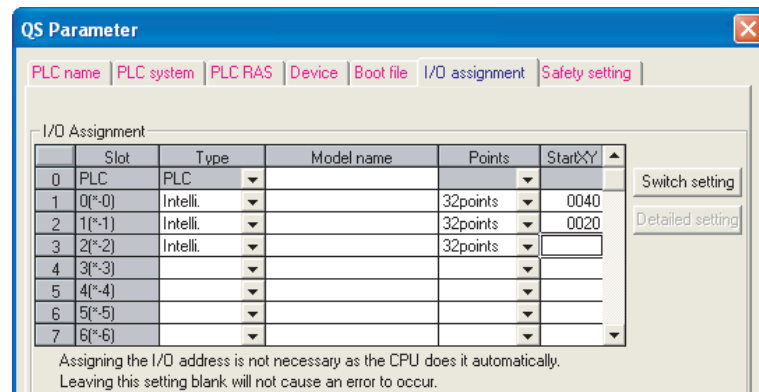 QS Parameter
PLC name PLC system PLC RAS Device Boot file I/O assignment Safety setting
I/O Assignment
Slot Type Model name Points StartXY
0 PLC PLC
Switch setting
1 0(*-0) Intelli. 32points 0040
2 1(*-1) Intelli. 32points 0020
Detailed setting
3 2(*-2) Intelli. 32points
4 3(*-3)
5 4(*-4)
6 5(*-5)
7 6(*-6)
Assigning the I/O address is not necessary as the CPU does it automatically.
Leaving this setting blank will not cause an error to occur.